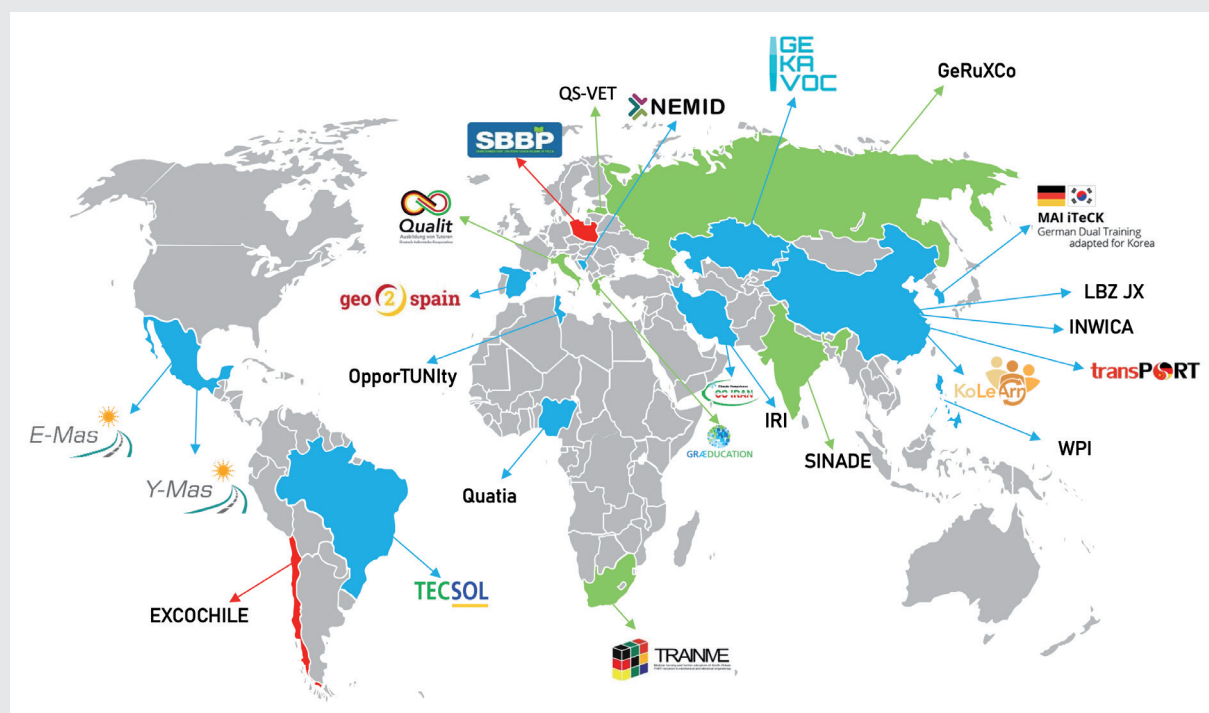 GE
KA
VOC
GeRuXCo
QS-VET
NEMID
SBBP
Qualit
Ausbildung von Tutoren
MAI iTeCK
German Dual Training
adapted for Korea
geo 2 spain
LBZ JX
INWICA
transPORT
KoLeArn
OpporTUNIty
IRI
GRÆDUCATION
WPI
SINADE
E-Mas
Y-Mas
Quatia
TECSOL
EXCOCHILE
TRAINME